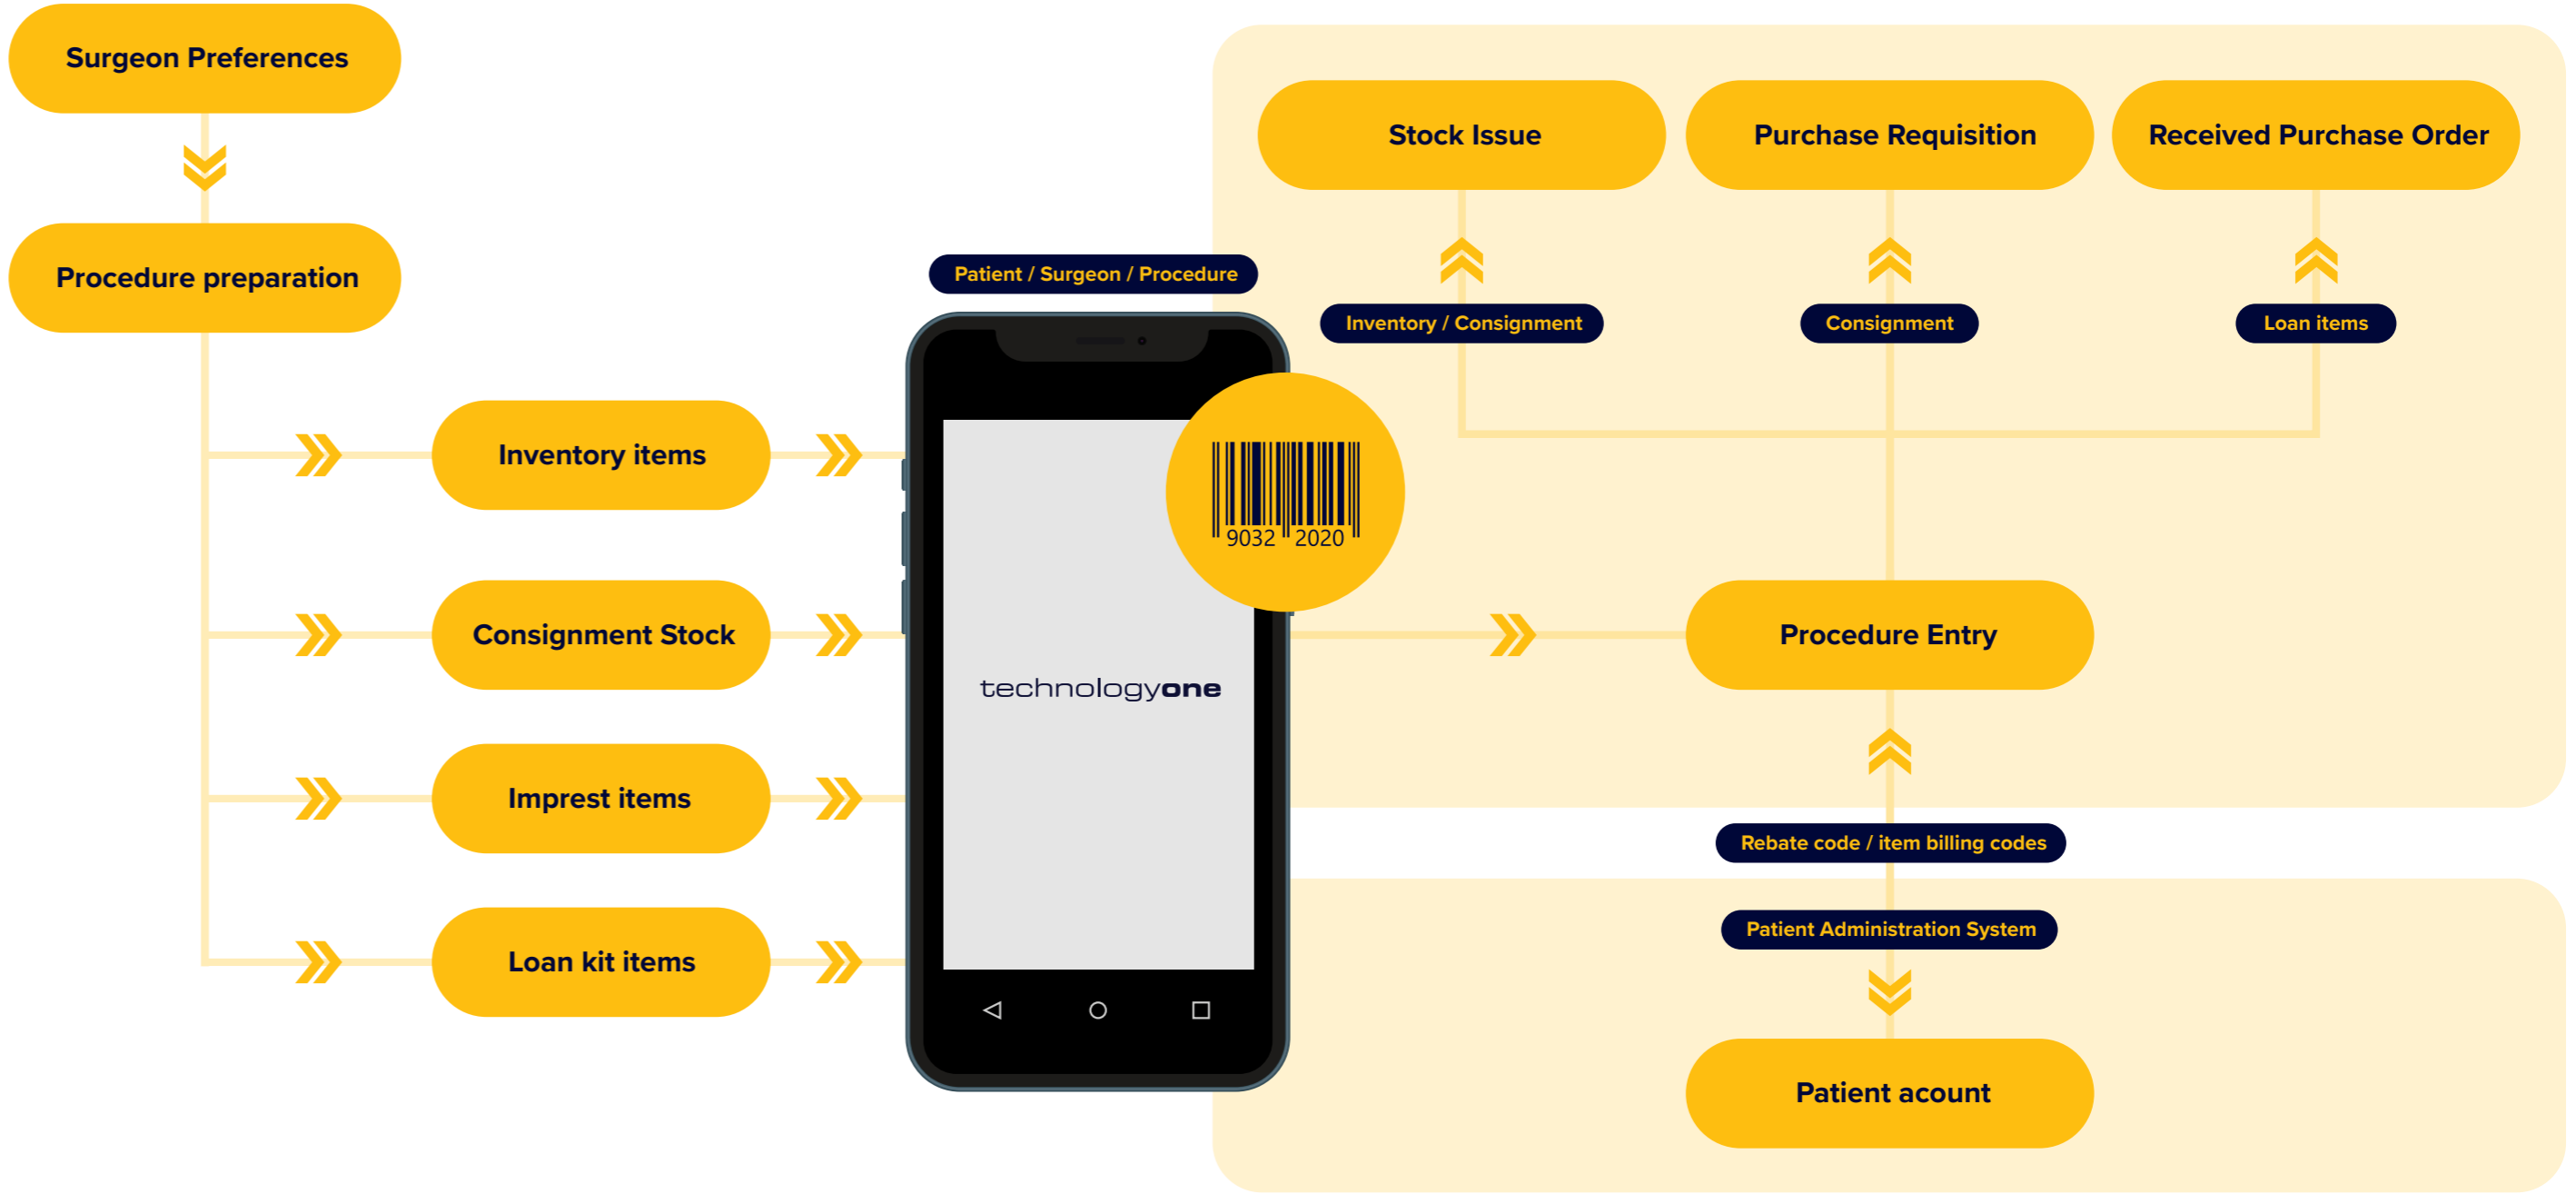 Surgeon Preferences
Procedure preparation
Inventory items
Consignment Stock
Imprest items
Loan kit items
Patient / Surgeon / Procedure
technologyone
9032 2020
Stock Issue
Purchase Requisition
Received Purchase Order
Inventory / Consignment
Consignment
Loan items
Procedure Entry
Rebate code / item billing codes
Patient Administration System
Patient acount